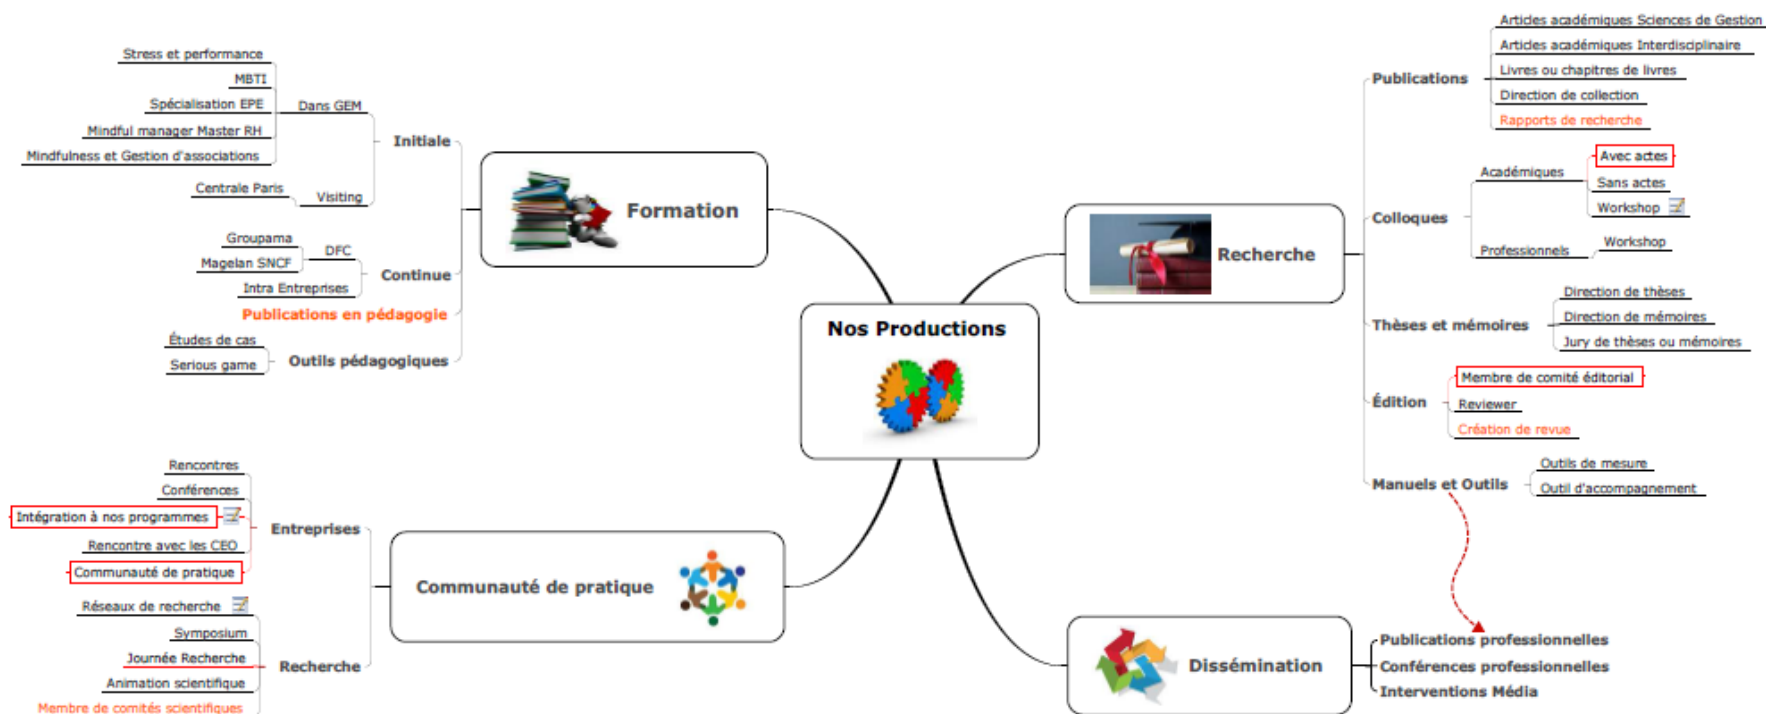 Nos Productions
Formation
Initiale
Dans GEM
Stress et performance
MBTI
Spécialisation EPE
Mindful manager Master RH
Mindfulness et Gestion d'associations
Visiting
Centrale Paris
Continue
DFC
Groupama
Magelan SNCF
Intra Entreprises
Publications en pédagogie
Outils pédagogiques
Études de cas
Serious game
Recherche
Publications
Articles académiques Sciences de Gestion
Articles académiques Interdisciplinaire
Livres ou chapitres de livres
Direction de collection
Rapports de recherche
Colloques
Académiques
Avec actes
Sans actes
Workshop
Professionnels
Workshop
Thèses et mémoires
Direction de thèses
Direction de mémoires
Jury de thèses ou mémoires
Édition
Membre de comité éditorial
Reviewer
Création de revue
Manuels et Outils
Outils de mesure
Outil d'accompagnement
Communauté de pratique
Entreprises
Rencontres
Conférences
Intégration à nos programmes
Rencontre avec les CEO
Communauté de pratique
Recherche
Réseaux de recherche
Symposium
Journée Recherche
Animation scientifique
Membre de comités scientifiques
Dissémination
Publications professionnelles
Conférences professionnelles
Interventions Média